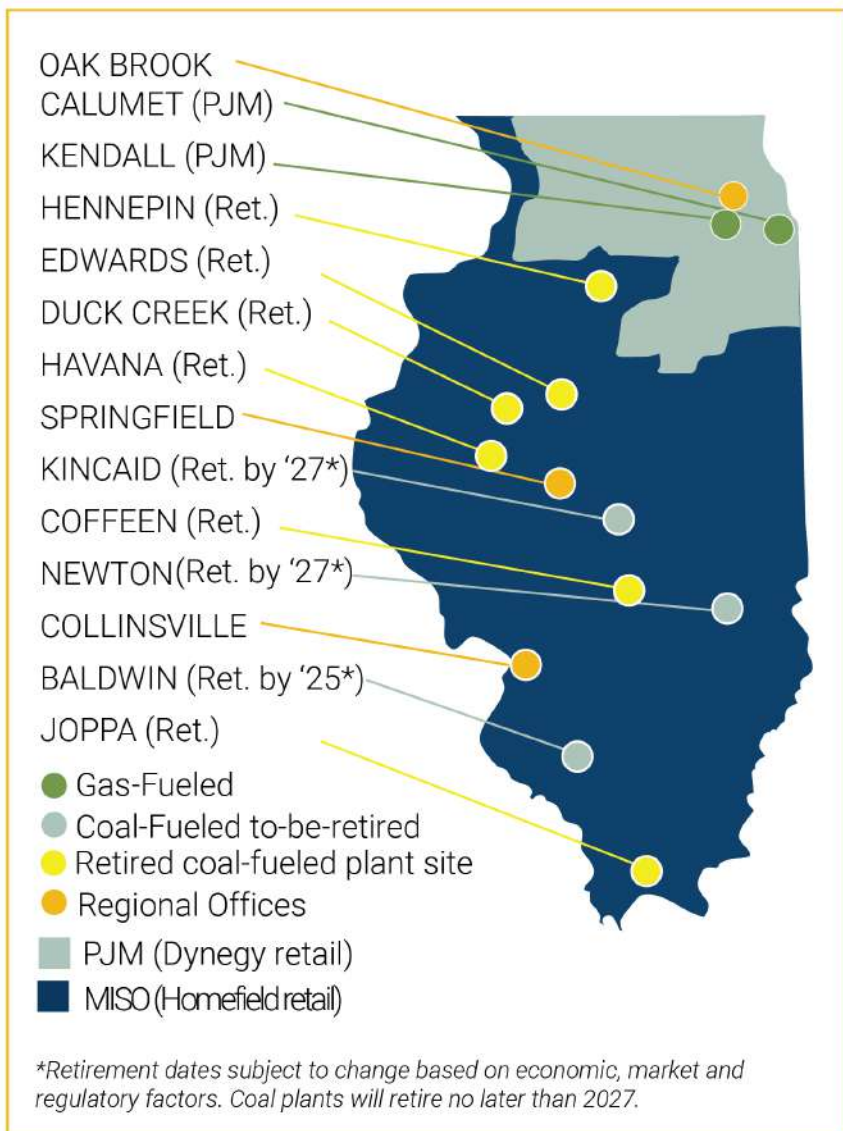 OAK BROOK
CALUMET (PJM)
KENDALL (PJM)
HENNEPIN (Ret.)
EDWARDS (Ret.)
DUCK CREEK (Ret.)
HAVANA (Ret.)
SPRINGFIELD
KINCAID (Ret. by ‘27*)
COFFEEN (Ret.)
NEWTON(Ret. by ‘27*)
COLLINSVILLE
BALDWIN (Ret. by ‘25*)
JOPPA (Ret.)
Gas-Fueled
Coal-Fueled to-be-retired
Retired coal-fueled plant site
Regional Offices
PJM (Dynegy retail)
MISO (Homefield retail)
*Retirement dates subject to change based on economic, market and
regulatory factors. Coal plants will retire no later than 2027.